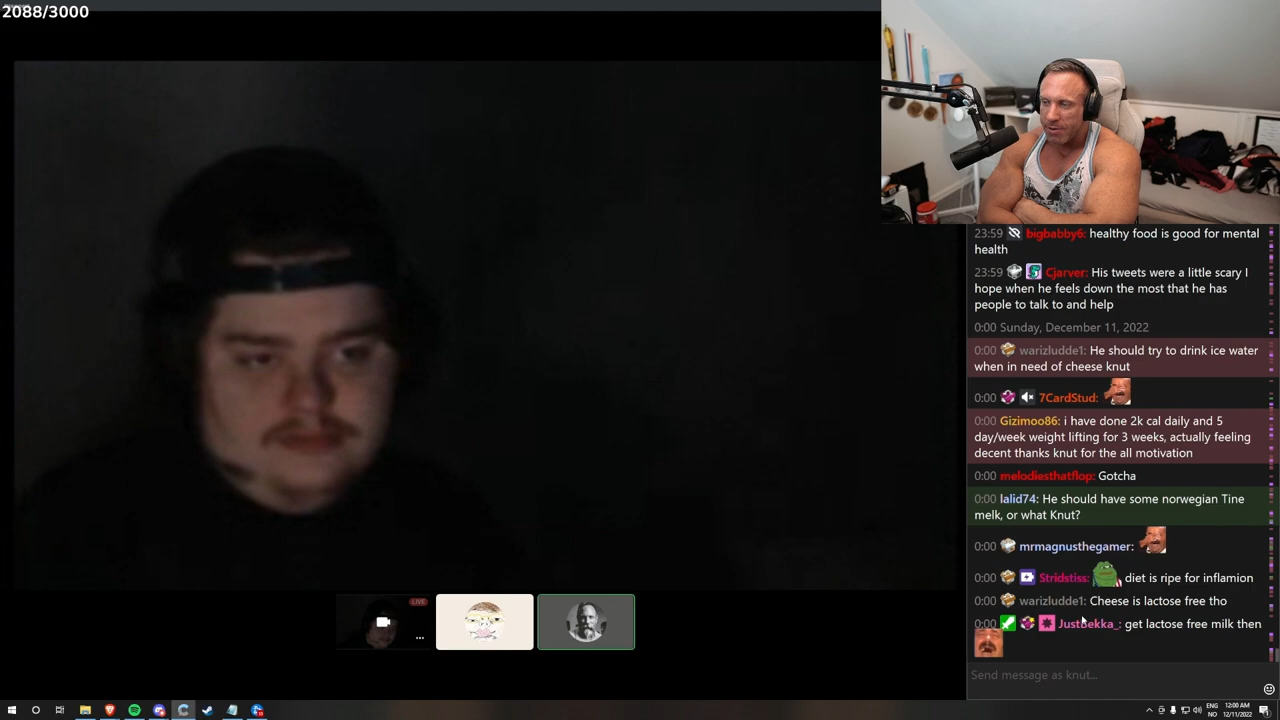 2088/3000
LIVE
23:59 bigbabby6: healthy food is good for mental
health
23:59 Cjarver: His tweets were a little scary I
hope when he feels down the most that he has
people to talk to and help
0:00 Sunday, December 11, 2022
0:00 warizludde1: He should try to drink ice water
when in need of cheese knut
0:00 7CardStud:
0:00 Gizimoo86: i have done 2k cal daily and 5
day/week weight lifting for 3 weeks, actually feeling
decent thanks knut for the all motivation
0:00 melodiesthatflop: Gotcha
0:00 lalid74: He should have some norwegian Tine
melk, or what Knut?
0:00 mrmagnusthegamer:
0:00 Stridstiss: diet is ripe for inflamion
0:00 warizludde1: Cheese is lactose free tho
0:00 JustBekka_: get lactose free milk then
Send message as knut...
ENG
NO
12:00 AM
12/11/2022